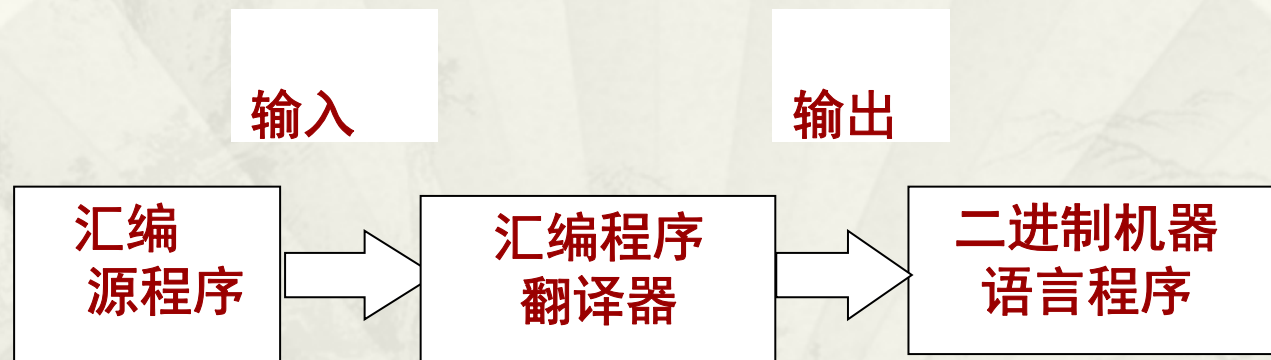 输入
输出
汇编
源程序
汇编程序
翻译器
二进制机器
语言程序